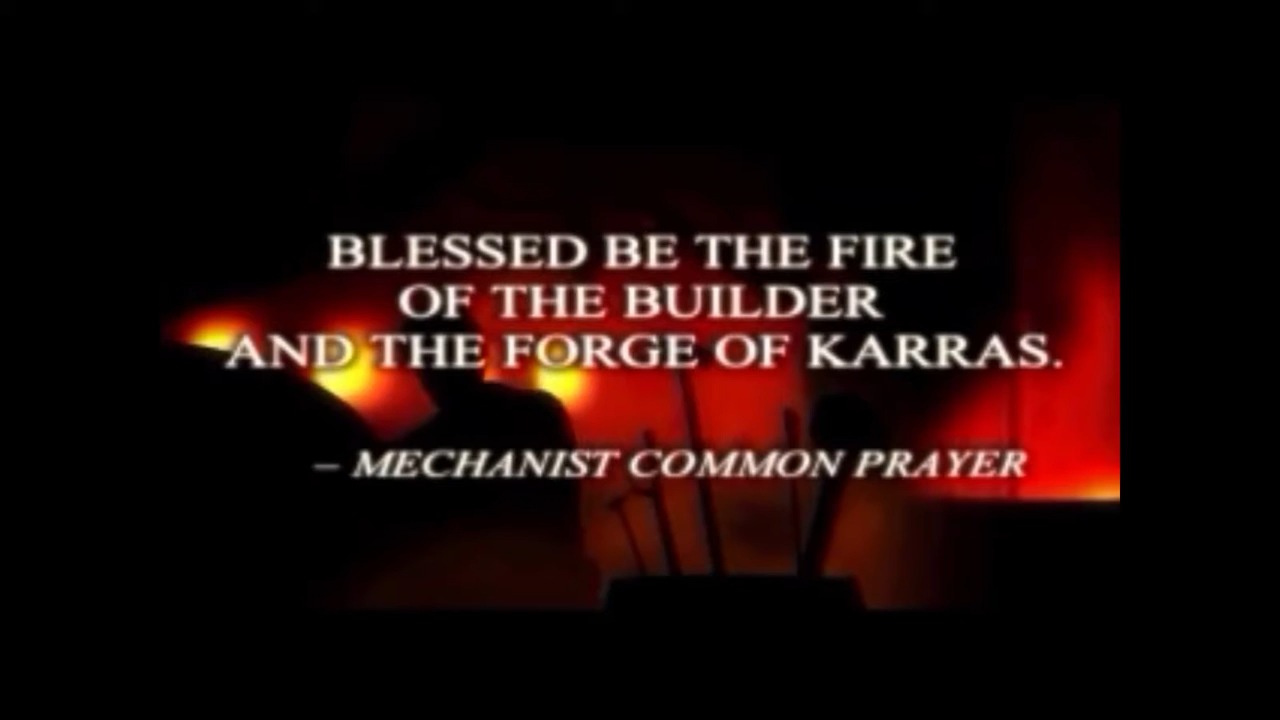 BLESSED BE THE FIRE
OF THE BUILDER
AND THE FORGE OF KARRAS.
– MECHANIST COMMON PRAYER